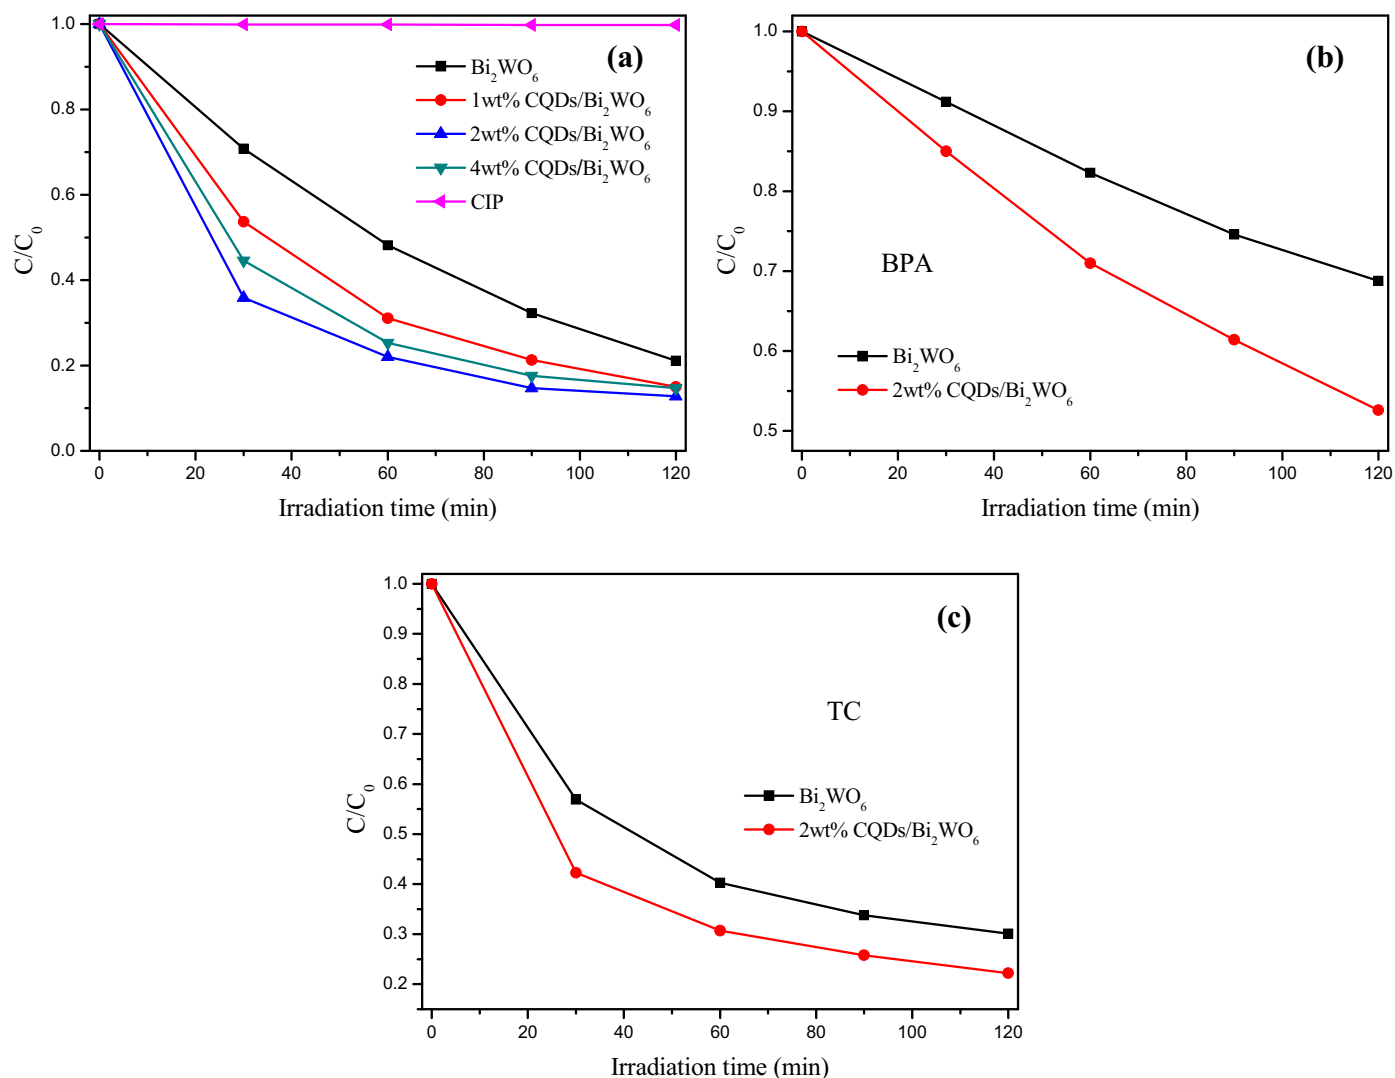 (a)
Bi₂WO₆
1wt% CQDs/Bi₂WO₆
2wt% CQDs/Bi₂WO₆
4wt% CQDs/Bi₂WO₆
CIP
C/C₀
1.0
0.8
0.6
0.4
0.2
0.0
0 20 40 60 80 100 120
Irradiation time (min)
(b)
BPA
Bi₂WO₆
2wt% CQDs/Bi₂WO₆
C/C₀
1.0
0.9
0.8
0.7
0.6
0.5
0 20 40 60 80 100 120
Irradiation time (min)
(c)
TC
Bi₂WO₆
2wt% CQDs/Bi₂WO₆
C/C₀
1.0
0.9
0.8
0.7
0.6
0.5
0.4
0.3
0.2
0 20 40 60 80 100 120
Irradiation time (min)